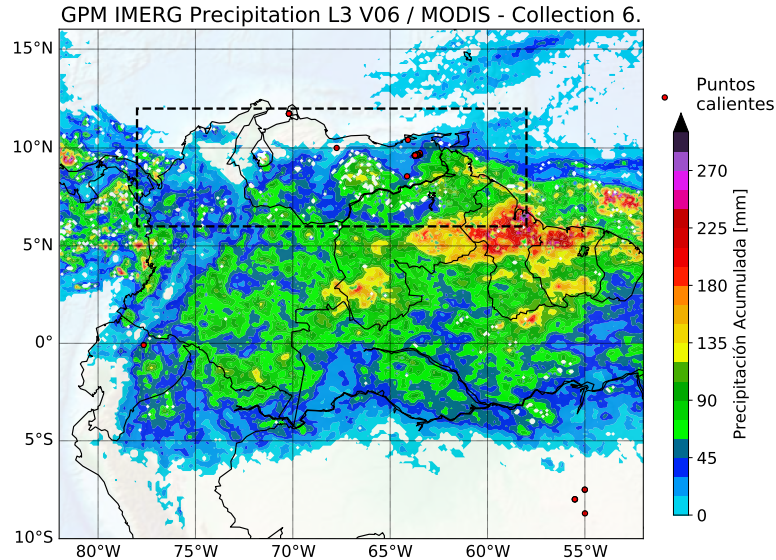 GPM IMERG Precipitation L3 V06 / MODIS - Collection 6.
15°N
10°N
5°N
0°
5°S
10°S
80°W
75°W
70°W
65°W
60°W
55°W
Puntos
calientes
270
225
180
135
90
45
0
Precipitación Acumulada [mm]